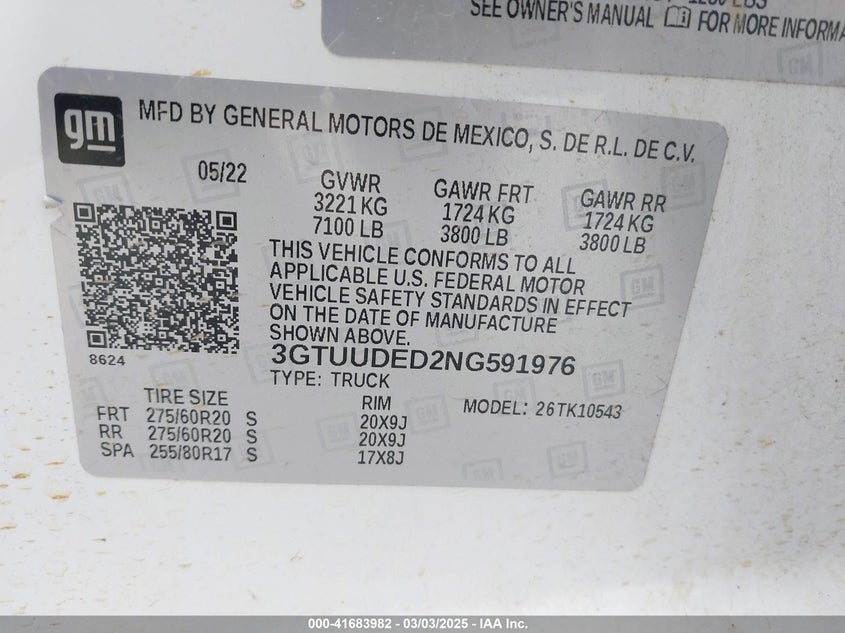 SEE OWNER'S MANUAL FOR MORE INFORMA
gm
MFD BY GENERAL MOTORS DE MEXICO, S. DE R.L. DE C.V.
05/22
GVWR GAWR FRT GAWR RR
3221 KG 1724 KG 1724 KG
7100 LB 3800 LB 3800 LB
THIS VEHICLE CONFORMS TO ALL
APPLICABLE U.S. FEDERAL MOTOR
VEHICLE SAFETY STANDARDS IN EFFECT
ON THE DATE OF MANUFACTURE
SHOWN ABOVE.
8624
3GTUUDED2NG591976
TYPE: TRUCK
TIRE SIZE RIM MODEL: 26TK10543
FRT 275/60R20 S 20X9J
RR 275/60R20 S 20X9J
SPA 255/80R17 S 17X8J
000-41683982 - 03/03/2025 - IAA Inc.